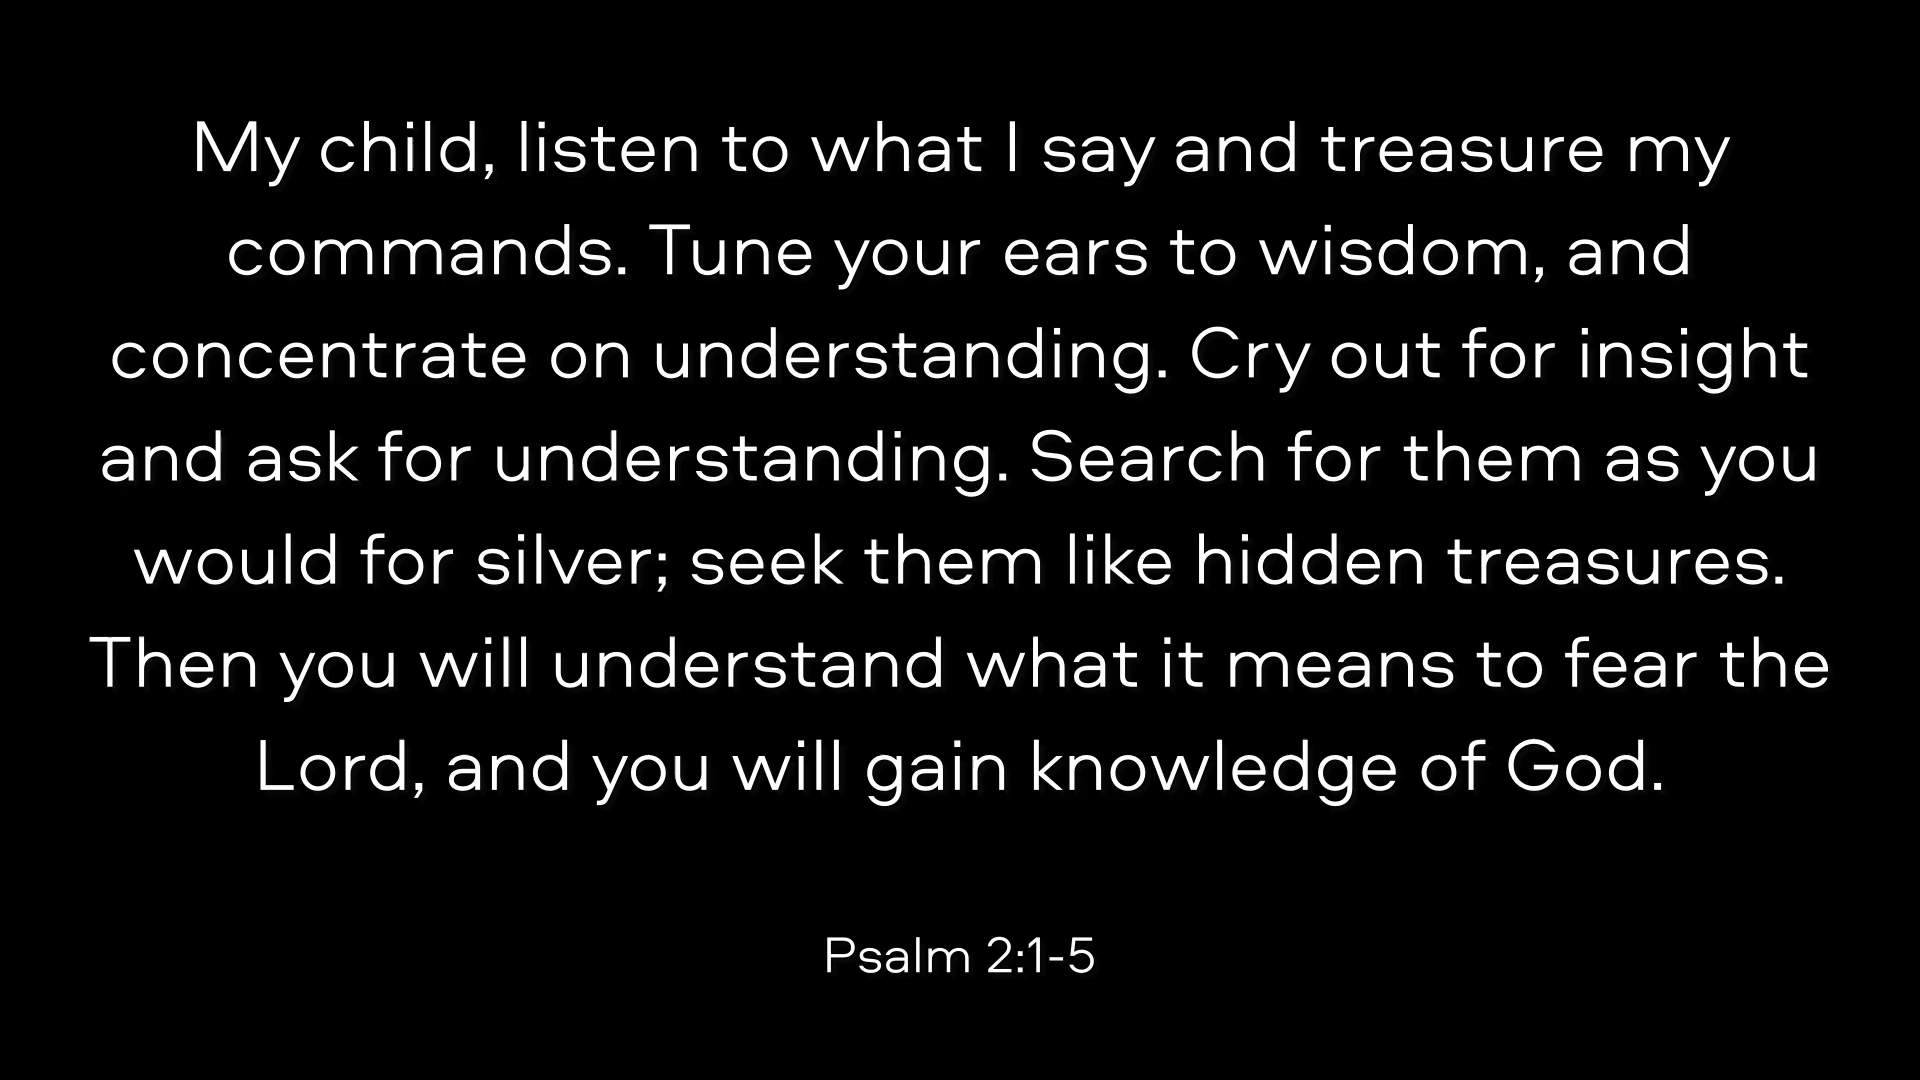 My child, listen to what I say and treasure my
commands. Tune your ears to wisdom, and
concentrate on understanding. Cry out for insight
and ask for understanding. Search for them as you
would for silver; seek them like hidden treasures.
Then you will understand what it means to fear the
Lord, and you will gain knowledge of God.
Psalm 2:1-5